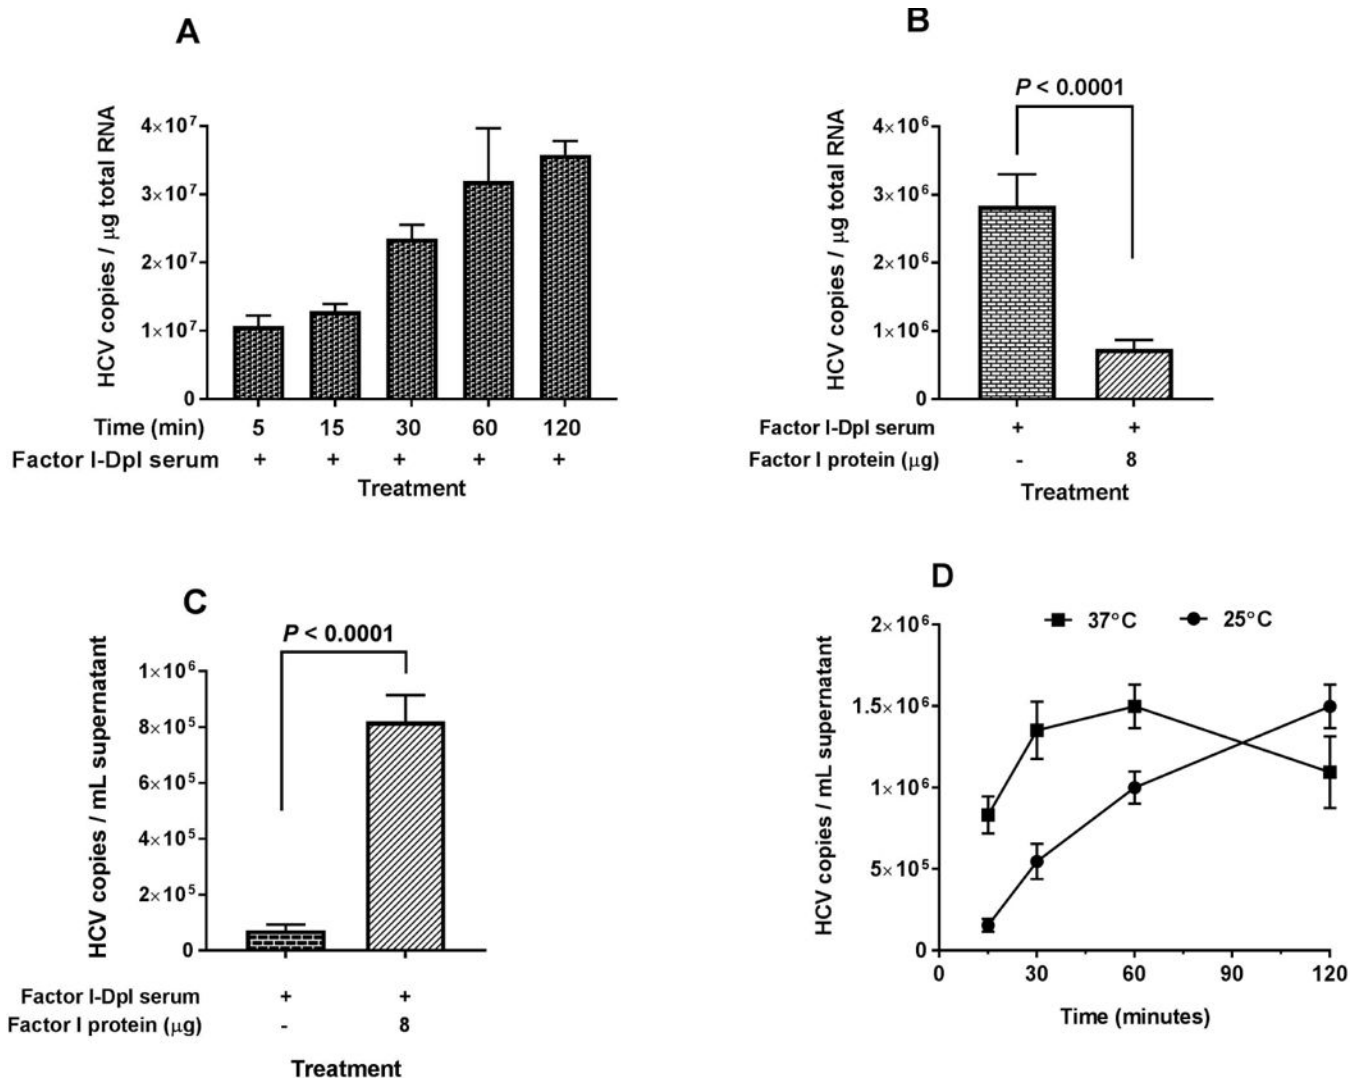 A
HCV copies / μg total RNA
4×10⁷
3×10⁷
2×10⁷
1×10⁷
0
Time (min) 5 15 30 60 120
Factor I-Dpl serum + + + + +
Treatment
B
P < 0.0001
HCV copies / μg total RNA
4×10⁶
3×10⁶
2×10⁶
1×10⁶
0
Factor I-Dpl serum + +
Factor I protein (μg) - 8
Treatment
C
P < 0.0001
HCV copies / mL supernatant
1×10⁶
8×10⁵
6×10⁵
4×10⁵
2×10⁵
0
Factor I-Dpl serum + +
Factor I protein (μg) - 8
Treatment
D
37°C 25°C
HCV copies / mL supernatant
2×10⁶
1.5×10⁶
1×10⁶
5×10⁵
0
0 30 60 90 120
Time (minutes)